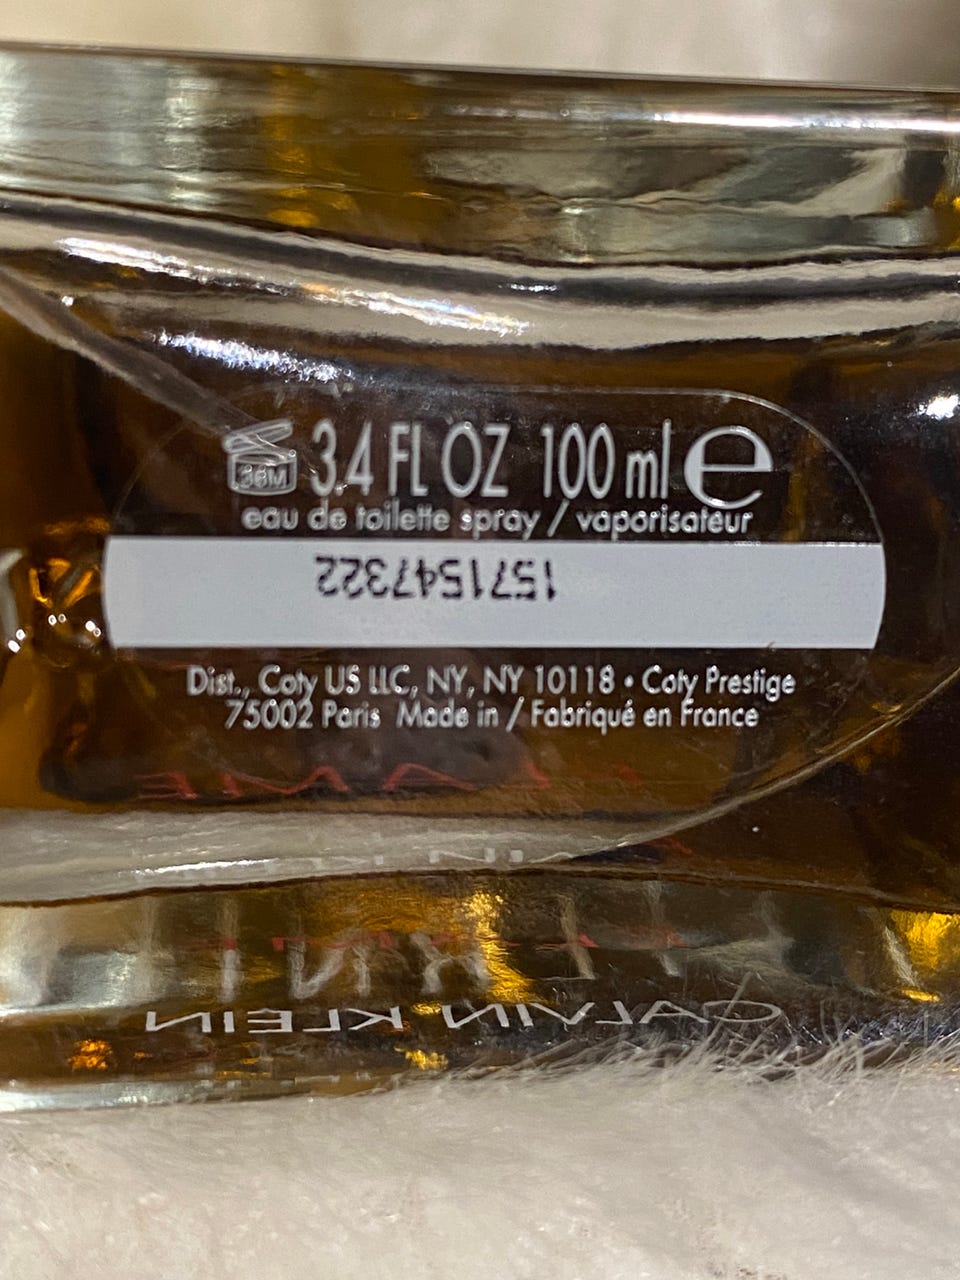 36M 3.4 FL OZ 100 ml e
eau de toilette spray / vaporisateur
1571547322
Dist., Coty US LLC, NY, NY 10118 • Coty Prestige
75002 Paris Made in / Fabriqué en France
CALVIN KLEIN